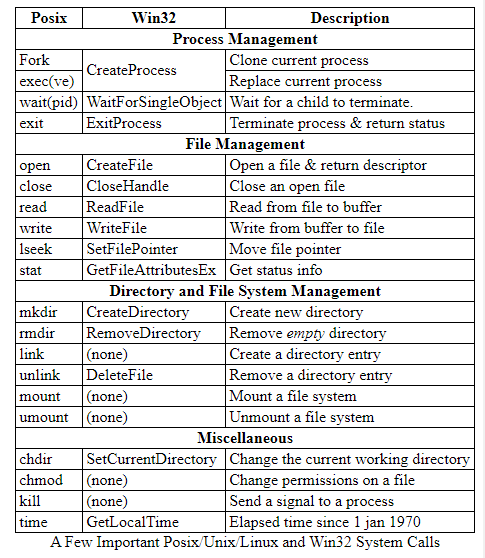 Posix Win32 Description
Process Management
Fork CreateProcess Clone current process
exec(ve) Replace current process
wait(pid) WaitForSingleObject Wait for a child to terminate.
exit ExitProcess Terminate process & return status
File Management
open CreateFile Open a file & return descriptor
close CloseHandle Close an open file
read ReadFile Read from file to buffer
write WriteFile Write from buffer to file
lseek SetFilePointer Move file pointer
stat GetFileAttributesEx Get status info
Directory and File System Management
mkdir CreateDirectory Create new directory
rmdir RemoveDirectory Remove empty directory
link (none) Create a directory entry
unlink DeleteFile Remove a directory entry
mount (none) Mount a file system
umount (none) Unmount a file system
Miscellaneous
chdir SetCurrentDirectory Change the current working directory
chmod (none) Change permissions on a file
kill (none) Send a signal to a process
time GetLocalTime Elapsed time since 1 jan 1970
A Few Important Posix/Unix/Linux and Win32 System Calls